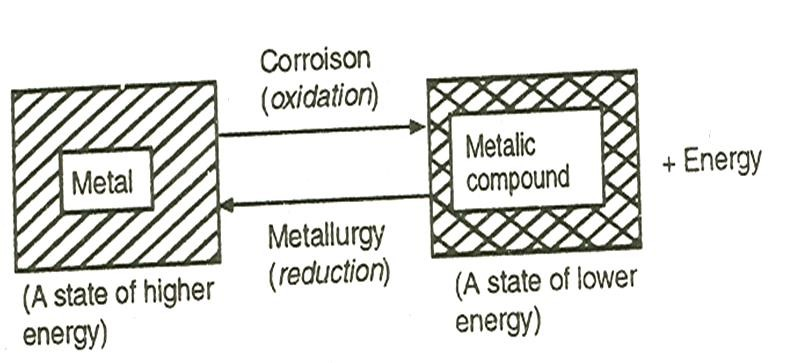 Corroison
(oxidation)
Metal
Metalic
compound
+ Energy
Metallurgy
(reduction)
(A state of higher
energy)
(A state of lower
energy)